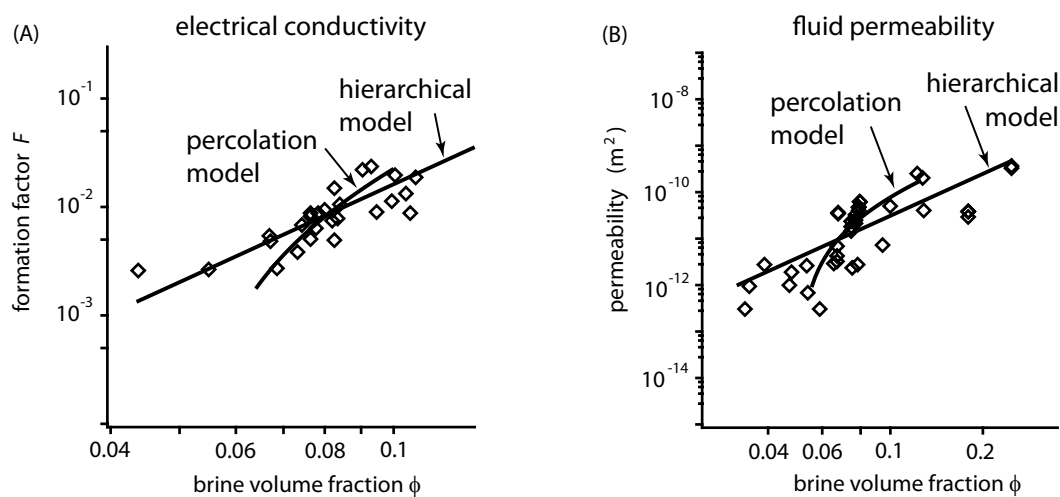 (A)
electrical conductivity
formation factor F
10⁻¹
10⁻²
10⁻³
percolation
model
hierarchical
model
0.04
0.06
0.08
0.1
brine volume fraction ϕ
(B)
fluid permeability
permeability (m²)
10⁻⁸
10⁻¹⁰
10⁻¹²
10⁻¹⁴
percolation
model
hierarchical
model
0.04
0.06
0.1
0.2
brine volume fraction ϕ